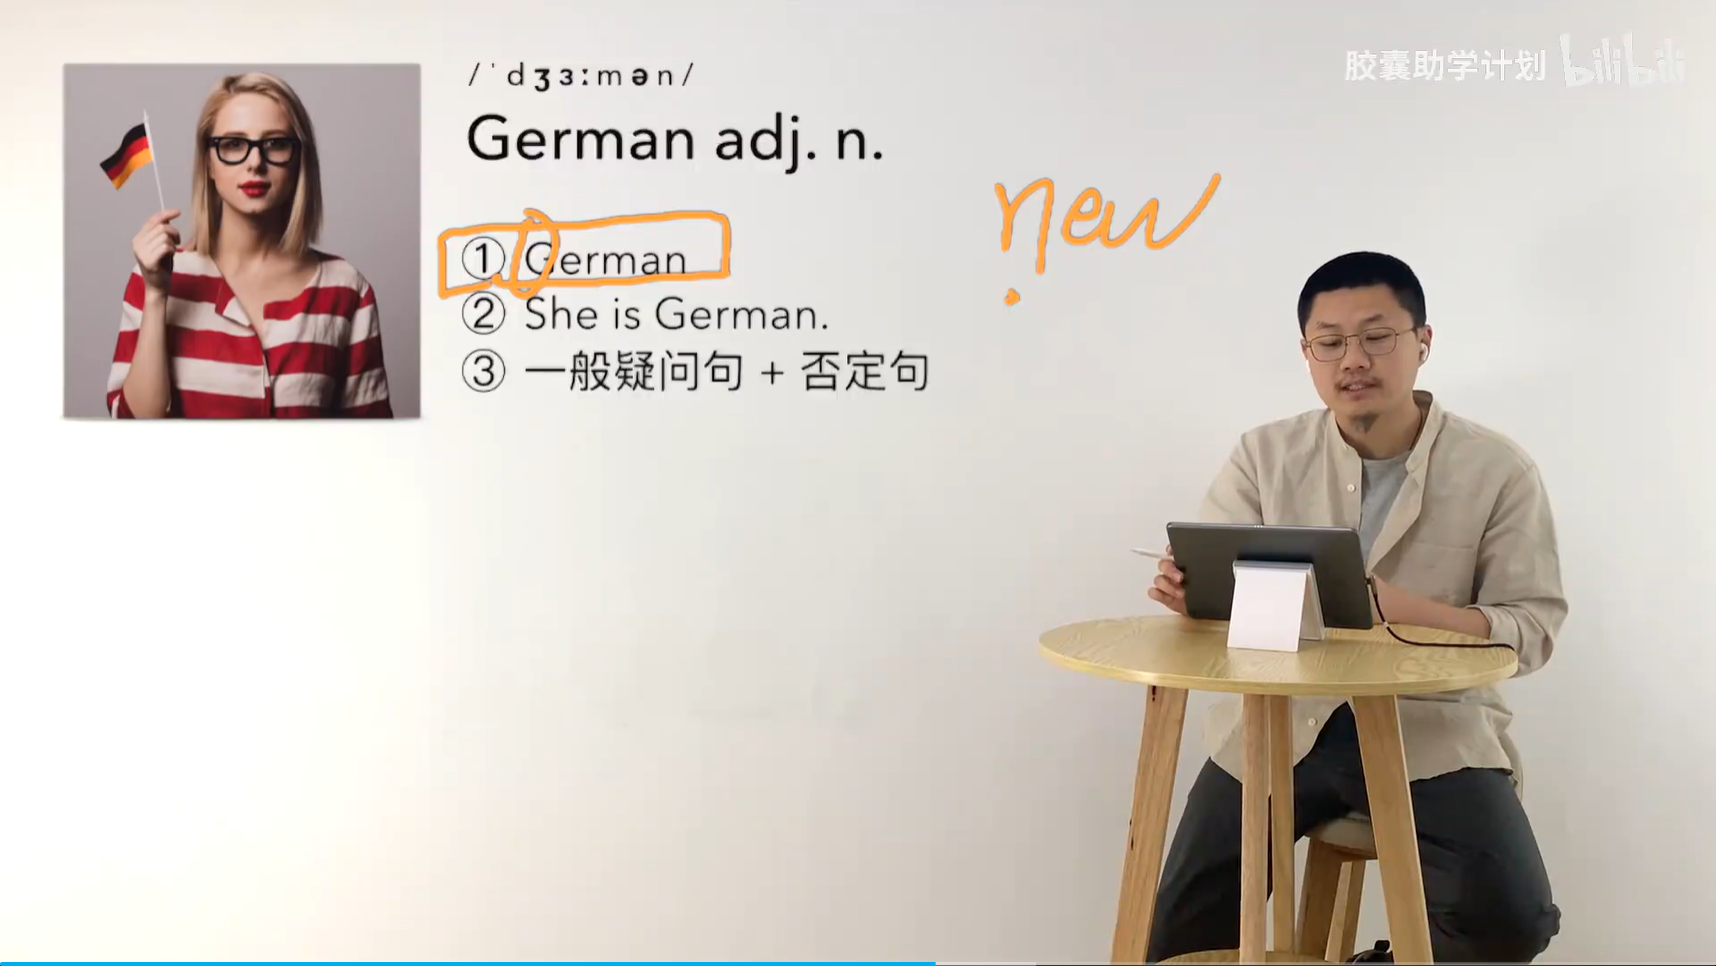 胶囊助学计划 bilibili
/ˈdʒɜːmən/
German adj. n.
new
① German
② She is German.
③ 一般疑问句 + 否定句